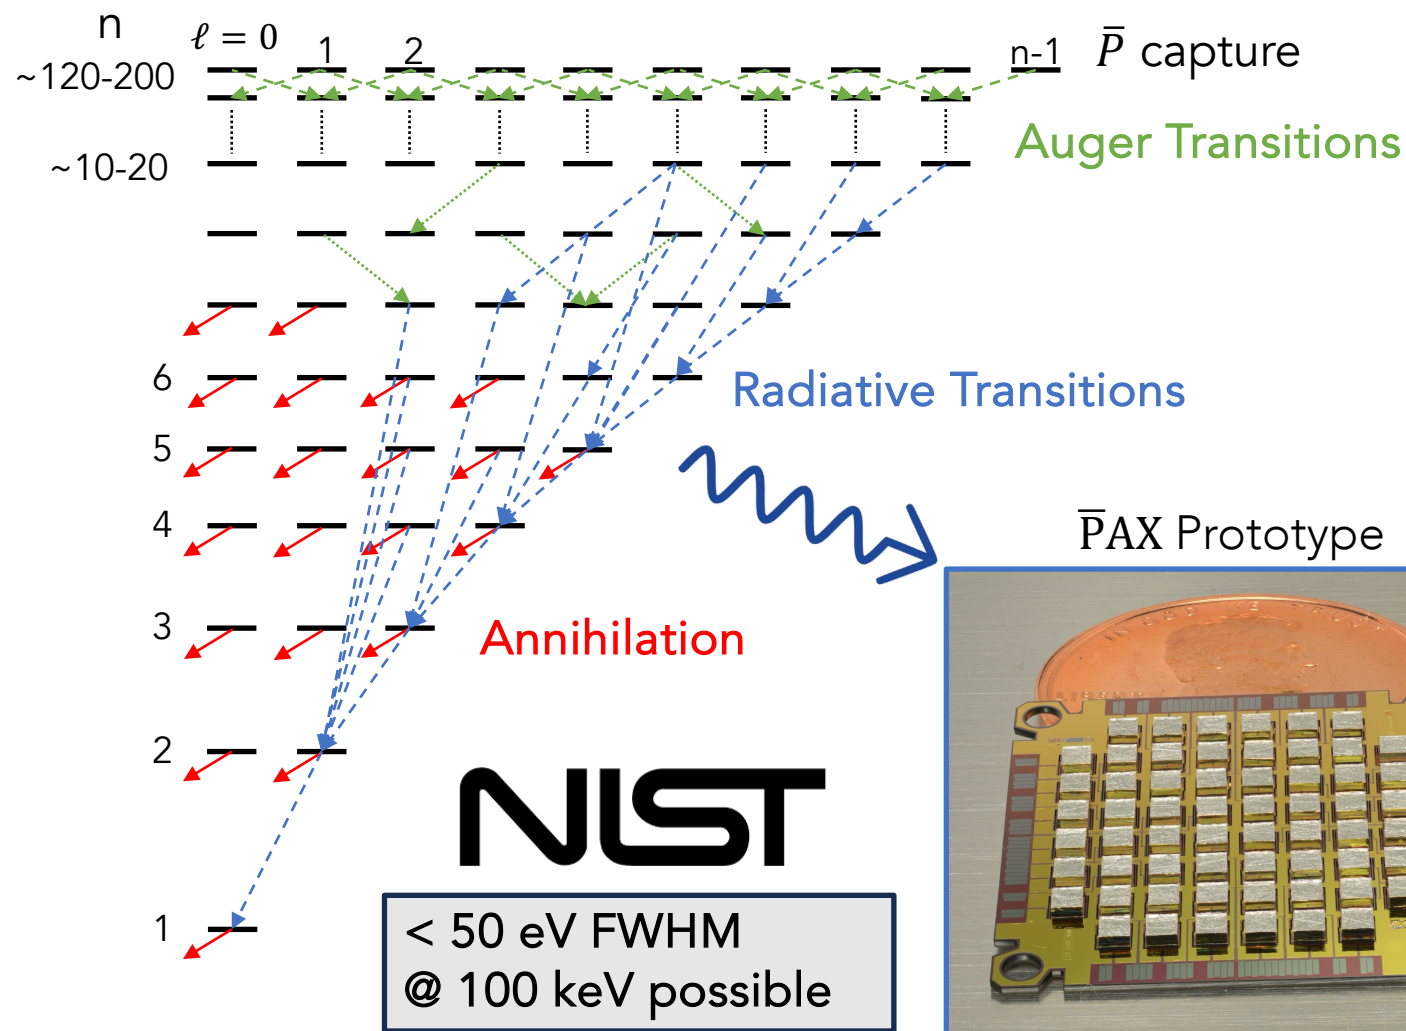 n
ℓ = 0
1
2
n-1
P̅ capture
~120-200
Auger Transitions
~10-20
6
Radiative Transitions
5
4
P̅AX Prototype
3
Annihilation
2
NIST
1
< 50 eV FWHM
@ 100 keV possible